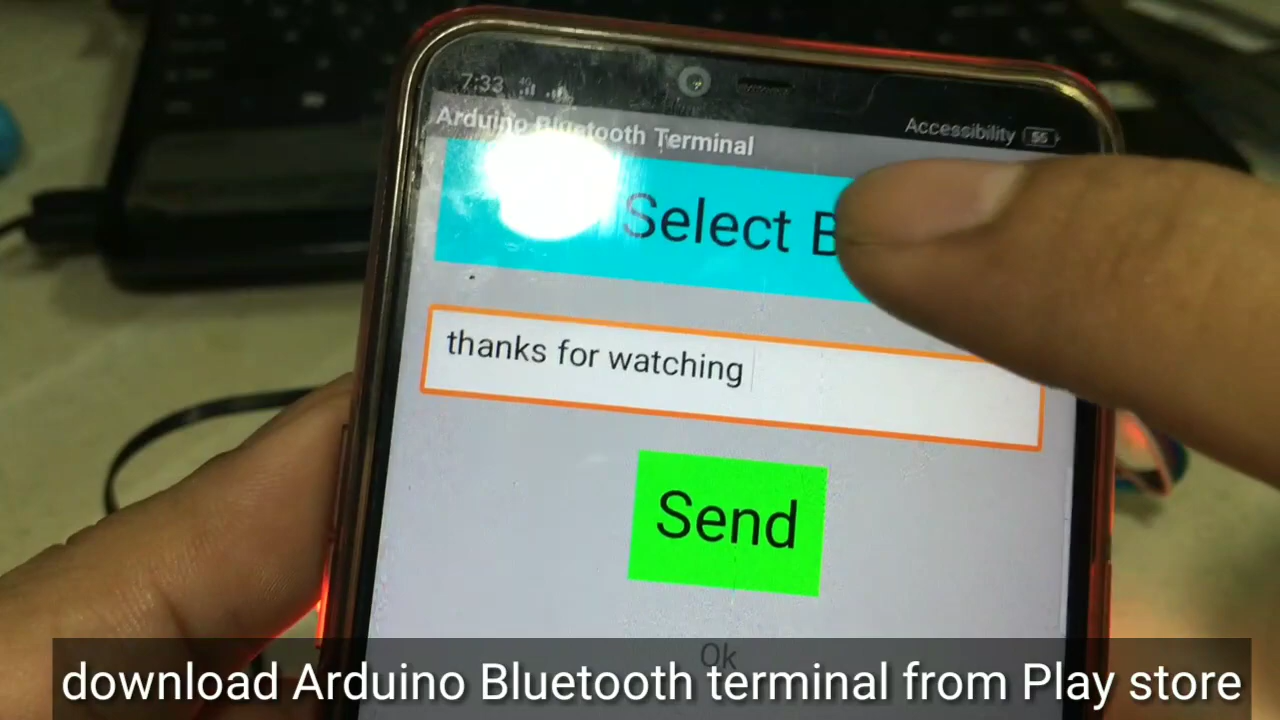 7:33
Accessibility 55
Arduino Bluetooth Terminal
Select B
thanks for watching
Send
Ok
download Arduino Bluetooth terminal from Play store